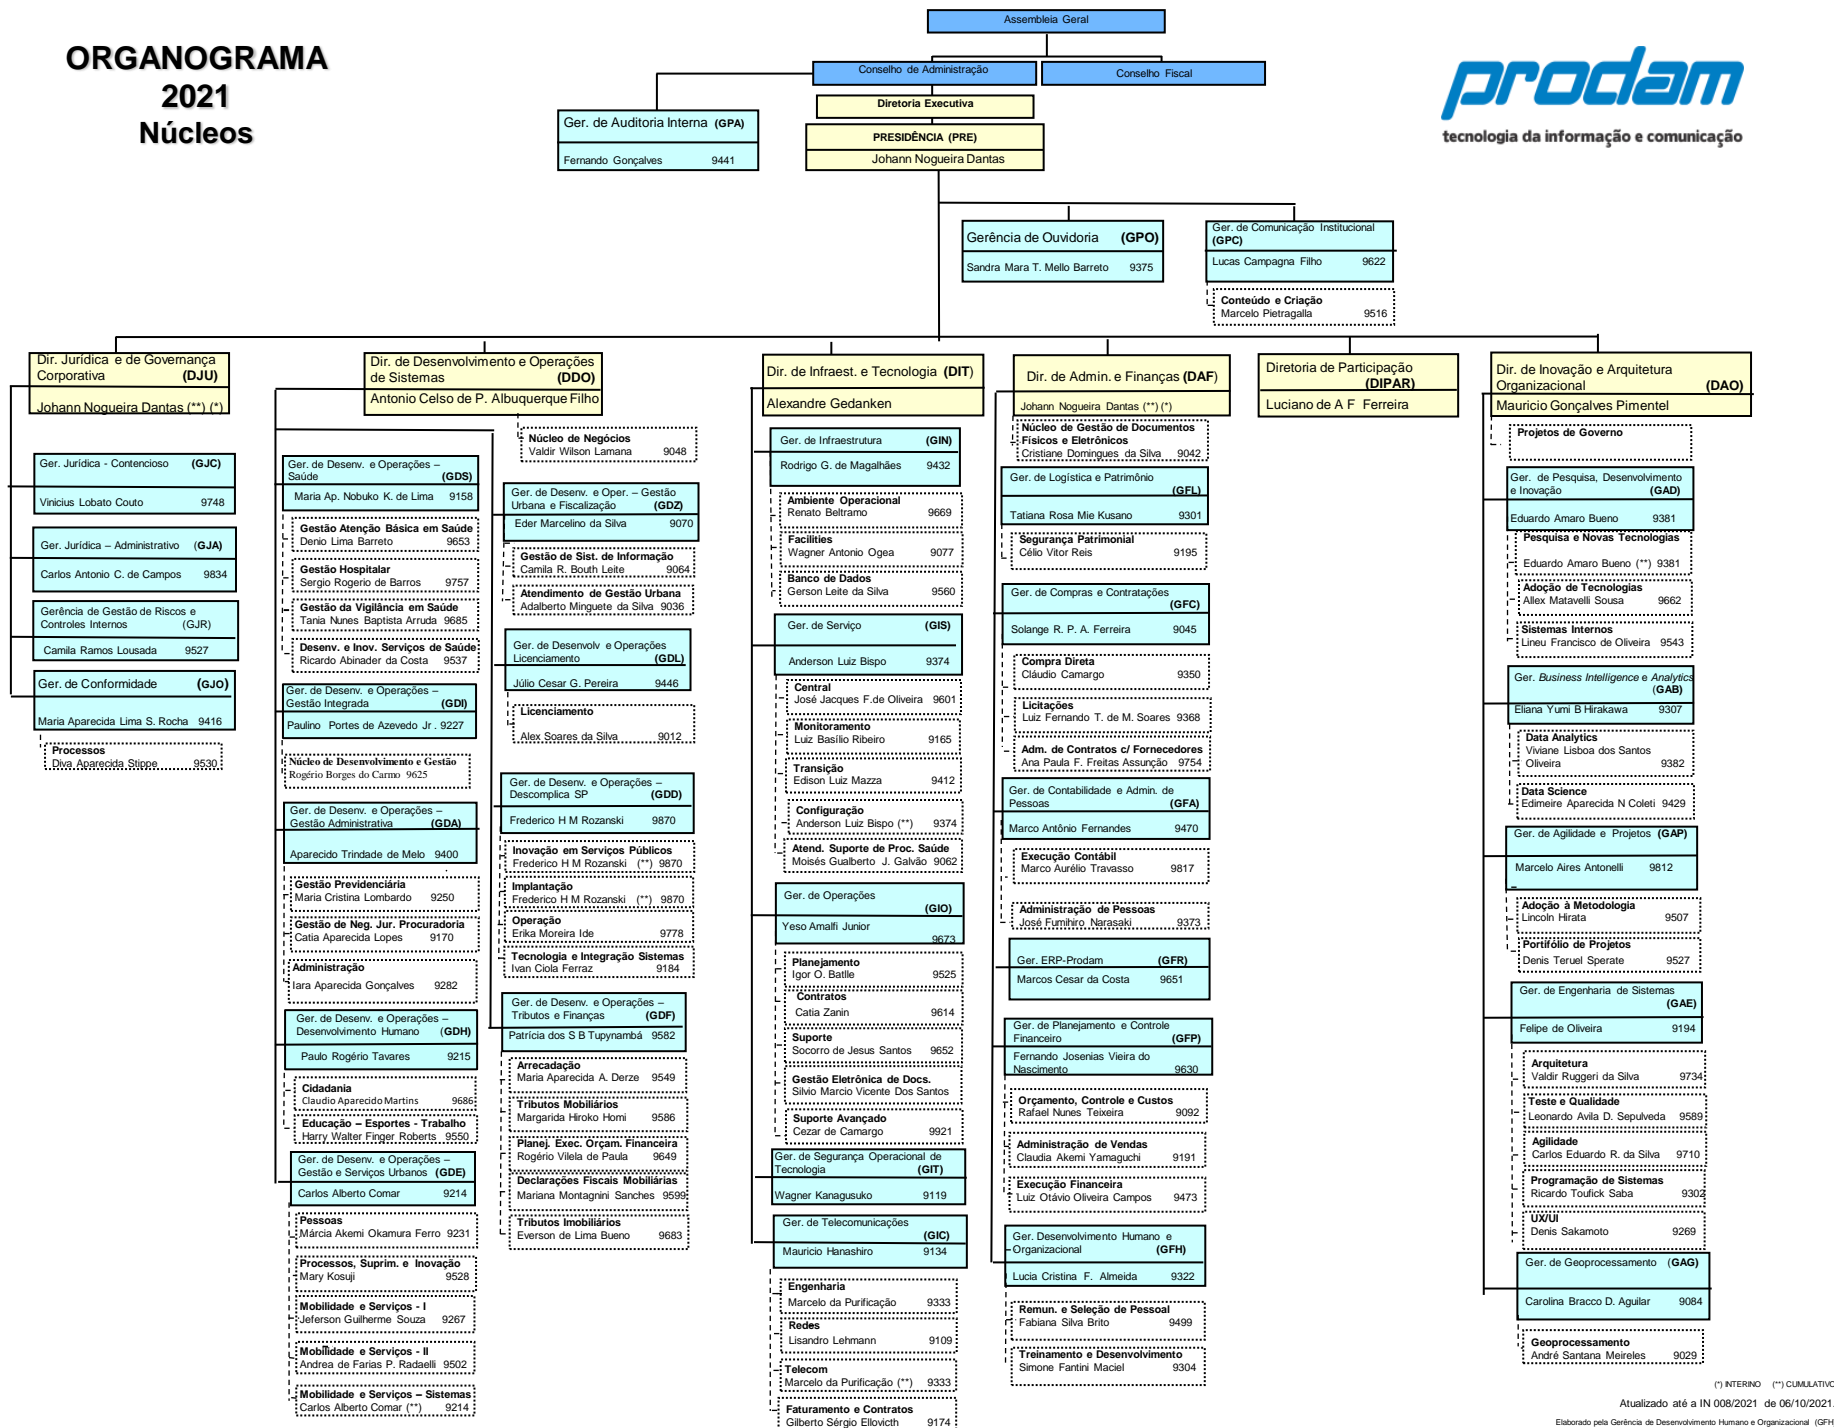 ORGANOGRAMA
2021
Núcleos
prodam
tecnologia da informação e comunicação
Assembleia Geral
Conselho de Administração
Conselho Fiscal
Diretoria Executiva
PRESIDÊNCIA (PRE)
Johann Nogueira Dantas
Ger. de Auditoria Interna (GPA)
Fernando Gonçalves 9441
Gerência de Ouvidoria (GPO)
Sandra Mara T. Mello Barreto 9375
Ger. de Comunicação Institucional
(GPC)
Lucas Campagna Filho 9622
Conteúdo e Criação
Marcelo Pietragalla 9516
Dir. Jurídica e de Governança
Corporativa (DJU)
Johann Nogueira Dantas (**) (*)
Ger. Jurídica - Contencioso (GJC)
Vinicius Lobato Couto 9748
Ger. Jurídica – Administrativo (GJA)
Carlos Antonio C. de Campos 9834
Gerência de Gestão de Riscos e
Controles Internos (GJR)
Camila Ramos Lousada 9527
Ger. de Conformidade (GJO)
Maria Aparecida Lima S. Rocha 9416
Processos
Diva Aparecida Stippe 9530
Dir. de Desenvolvimento e Operações
de Sistemas (DDO)
Antonio Celso de P. Albuquerque Filho
Núcleo de Negócios
Valdir Wilson Lamana 9048
Ger. de Desenv. e Operações –
Saúde (GDS)
Maria Ap. Nobuko K. de Lima 9158
Gestão Atenção Básica em Saúde
Denio Lima Barreto 9653
Gestão Hospitalar
Sergio Rogerio de Barros 9757
Gestão da Vigilância em Saúde
Tania Nunes Baptista Arruda 9685
Desenv. e Inov. Serviços de Saúde
Ricardo Abinader da Costa 9537
Ger. de Desenv. e Operações –
Gestão Integrada (GDI)
Paulino Portes de Azevedo Jr . 9227
Núcleo de Desenvolvimento e Gestão
Rogério Borges do Carmo 9625
Ger. de Desenv. e Operações –
Gestão Administrativa (GDA)
Aparecido Trindade de Melo 9400
Gestão Previdenciária
Maria Cristina Lombardo 9250
Gestão de Neg. Jur. Procuradoria
Catia Aparecida Lopes 9170
Administração
Iara Aparecida Gonçalves 9282
Ger. de Desenv. e Operações –
Desenvolvimento Humano (GDH)
Paulo Rogério Tavares 9215
Cidadania
Claudio Aparecido Martins 9686
Educação – Esportes - Trabalho
Harry Walter Finger Roberts 9550
Ger. de Desenv. e Operações –
Gestão e Serviços Urbanos (GDE)
Carlos Alberto Comar 9214
Pessoas
Márcia Akemi Okamura Ferro 9231
Processos, Suprim. e Inovação
Mary Kosuji 9528
Mobilidade e Serviços - I
Jeferson Guilherme Souza 9267
Mobilidade e Serviços - II
Andrea de Farias P. Radaelli 9502
Mobilidade e Serviços – Sistemas
Carlos Alberto Comar (**) 9214
Ger. de Desenv. e Oper. – Gestão
Urbana e Fiscalização (GDZ)
Eder Marcelino da Silva 9070
Gestão de Sist. de Informação
Camila R. Bouth Leite 9064
Atendimento de Gestão Urbana
Adalberto Minguete da Silva 9036
Ger. de Desenvolv e Operações
Licenciamento (GDL)
Júlio Cesar G. Pereira 9446
Licenciamento
Alex Soares da Silva 9012
Ger. de Desenv. e Operações –
Descomplica SP (GDD)
Frederico H M Rozanski 9870
Inovação em Serviços Públicos
Frederico H M Rozanski (**) 9870
Implantação
Frederico H M Rozanski (**) 9870
Operação
Erika Moreira Ide 9778
Tecnologia e Integração Sistemas
Ivan Ciola Ferraz 9184
Ger. de Desenv. e Operações –
Tributos e Finanças (GDF)
Patrícia dos S B Tupynambá 9582
Arrecadação
Maria Aparecida A. Derze 9549
Tributos Mobiliários
Margarida Hiroko Homi 9586
Planej. Exec. Orçam. Financeira
Rogério Vilela de Paula 9649
Declarações Fiscais Mobiliárias
Mariana Montagnini Sanches 9599
Tributos Imobiliários
Everson de Lima Bueno 9683
Dir. de Infraest. e Tecnologia (DIT)
Alexandre Gedanken
Ger. de Infraestrutura (GIN)
Rodrigo G. de Magalhães 9432
Ambiente Operacional
Renato Beltramo 9669
Facilities
Wagner Antonio Ogea 9077
Banco de Dados
Gerson Leite da Silva 9560
Ger. de Serviço (GIS)
Anderson Luiz Bispo 9374
Central
José Jacques F.de Oliveira 9601
Monitoramento
Luiz Basílio Ribeiro 9165
Transição
Edison Luiz Mazza 9412
Configuração
Anderson Luiz Bispo (**) 9374
Atend. Suporte de Proc. Saúde
Moisés Gualberto J. Galvão 9062
Ger. de Operações
(GIO)
Yeso Amalfi Junior
9673
Planejamento
Igor O. Batlle 9525
Contratos
Catia Zanin 9614
Suporte
Socorro de Jesus Santos 9652
Gestão Eletrônica de Docs.
Silvio Marcio Vicente Dos Santos
Suporte Avançado
Cezar de Camargo 9921
Ger. de Segurança Operacional de
Tecnologia (GIT)
Wagner Kanagusuko 9119
Ger. de Telecomunicações
(GIC)
Mauricio Hanashiro 9134
Engenharia
Marcelo da Purificação 9333
Redes
Lisandro Lehmann 9109
Telecom
Marcelo da Purificação (**) 9333
Faturamento e Contratos
Gilberto Sérgio Ellovicth 9174
Dir. de Admin. e Finanças (DAF)
Johann Nogueira Dantas (**) (*)
Núcleo de Gestão de Documentos
Físicos e Eletrônicos
Cristiane Domingues da Silva 9042
Ger. de Logística e Patrimônio
(GFL)
Tatiana Rosa Mie Kusano 9301
Segurança Patrimonial
Célio Vitor Reis 9195
Ger. de Compras e Contratações
(GFC)
Solange R. P. A. Ferreira 9045
Compra Direta
Cláudio Camargo 9350
Licitações
Luiz Fernando T. de M. Soares 9368
Adm. de Contratos c/ Fornecedores
Ana Paula F. Freitas Assunção 9754
Ger. de Contabilidade e Admin. de
Pessoas (GFA)
Marco Antônio Fernandes 9470
Execução Contábil
Marco Aurélio Travasso 9817
Administração de Pessoas
José Fumihiro Narasaki 9373
Ger. ERP-Prodam (GFR)
Marcos Cesar da Costa 9651
Ger. de Planejamento e Controle
Financeiro (GFP)
Fernando Josenias Vieira do
Nascimento 9630
Orçamento, Controle e Custos
Rafael Nunes Teixeira 9092
Administração de Vendas
Claudia Akemi Yamaguchi 9191
Execução Financeira
Luiz Otávio Oliveira Campos 9473
Ger. Desenvolvimento Humano e
Organizacional (GFH)
Lucia Cristina F. Almeida 9322
Remun. e Seleção de Pessoal
Fabiana Silva Brito 9499
Treinamento e Desenvolvimento
Simone Fantini Maciel 9304
Diretoria de Participação
(DIPAR)
Luciano de A F Ferreira
Dir. de Inovação e Arquitetura
Organizacional (DAO)
Mauricio Gonçalves Pimentel
Projetos de Governo
Ger. de Pesquisa, Desenvolvimento
e Inovação (GAD)
Eduardo Amaro Bueno 9381
Pesquisa e Novas Tecnologias
Eduardo Amaro Bueno (**) 9381
Adoção de Tecnologias
Allex Matavelli Sousa 9662
Sistemas Internos
Lineu Francisco de Oliveira 9543
Ger. Business Intelligence e Analytics
(GAB)
Eliana Yumi B Hirakawa 9307
Data Analytics
Viviane Lisboa dos Santos
Oliveira 9382
Data Science
Edimeire Aparecida N Coleti 9429
Ger. de Agilidade e Projetos (GAP)
Marcelo Aires Antonelli 9812
Adoção à Metodologia
Lincoln Hirata 9507
Portifólio de Projetos
Denis Teruel Sperate 9527
Ger. de Engenharia de Sistemas
(GAE)
Felipe de Oliveira 9194
Arquitetura
Valdir Ruggeri da Silva 9734
Teste e Qualidade
Leonardo Avila D. Sepulveda 9589
Agilidade
Carlos Eduardo R. da Silva 9710
Programação de Sistemas
Ricardo Toufick Saba 9302
UX/UI
Denis Sakamoto 9269
Ger. de Geoprocessamento (GAG)
Carolina Bracco D. Aguilar 9084
Geoprocessamento
André Santana Meireles 9029
(*) INTERINO (**) CUMULATIVO
Atualizado até a IN 008/2021 de 06/10/2021.
Elaborado pela Gerência de Desenvolvimento Humano e Organizacional (GFH